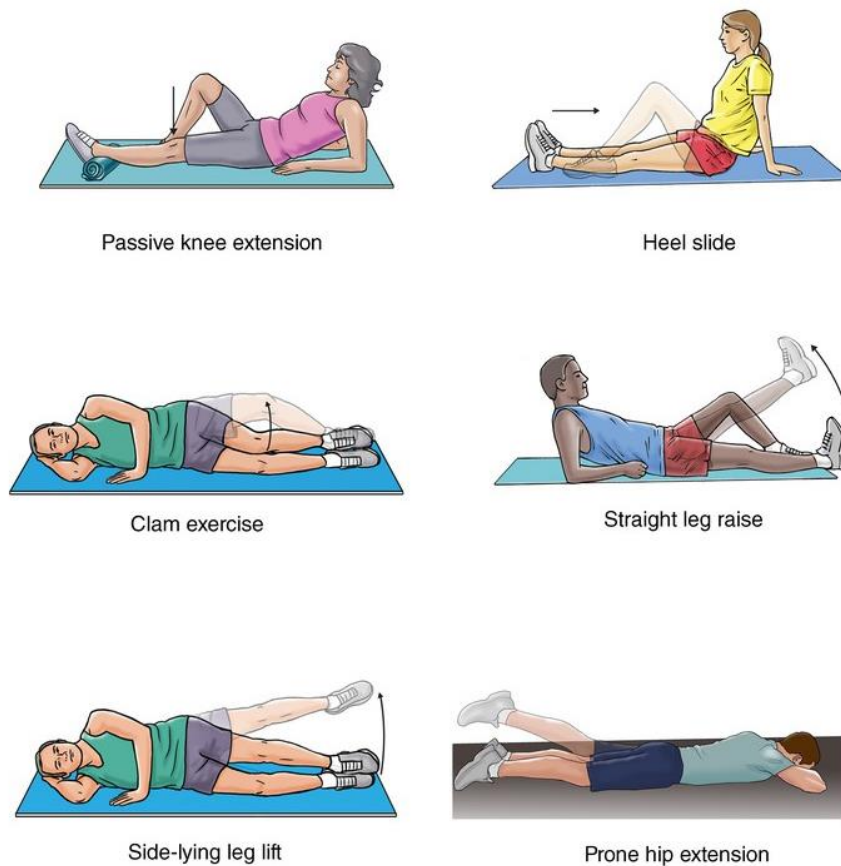 Passive knee extension
Heel slide
Clam exercise
Straight leg raise
Side-lying leg lift
Prone hip extension